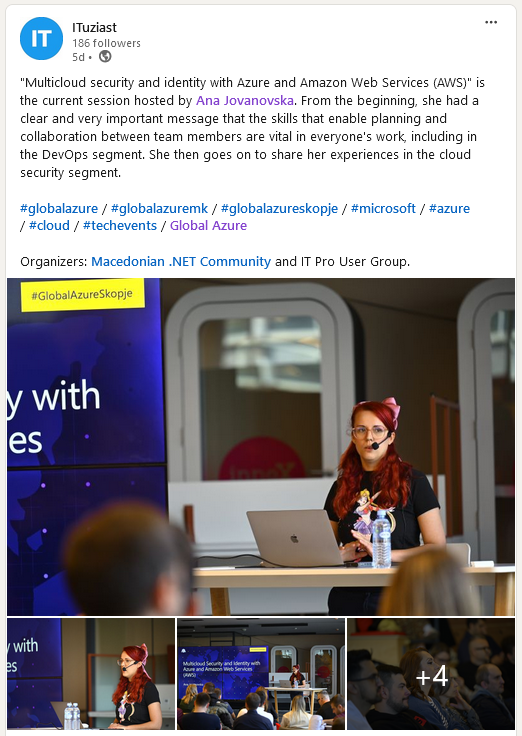 IT
ITuziast
186 followers
5d •
"Multicloud security and identity with Azure and Amazon Web Services (AWS)" is
the current session hosted by Ana Jovanovska. From the beginning, she had a
clear and very important message that the skills that enable planning and
collaboration between team members are vital in everyone's work, including in
the DevOps segment. She then goes on to share her experiences in the cloud
security segment.
#globalazure / #globalazuremk / #globalazureskopje / #microsoft / #azure
/ #cloud / #techevents / Global Azure
Organizers: Macedonian .NET Community and IT Pro User Group.
#GlobalAzureSkopje
y with
es
y with
es
Multicloud Security and Identity with
Azure and Amazon Web Services
(AWS)
+4